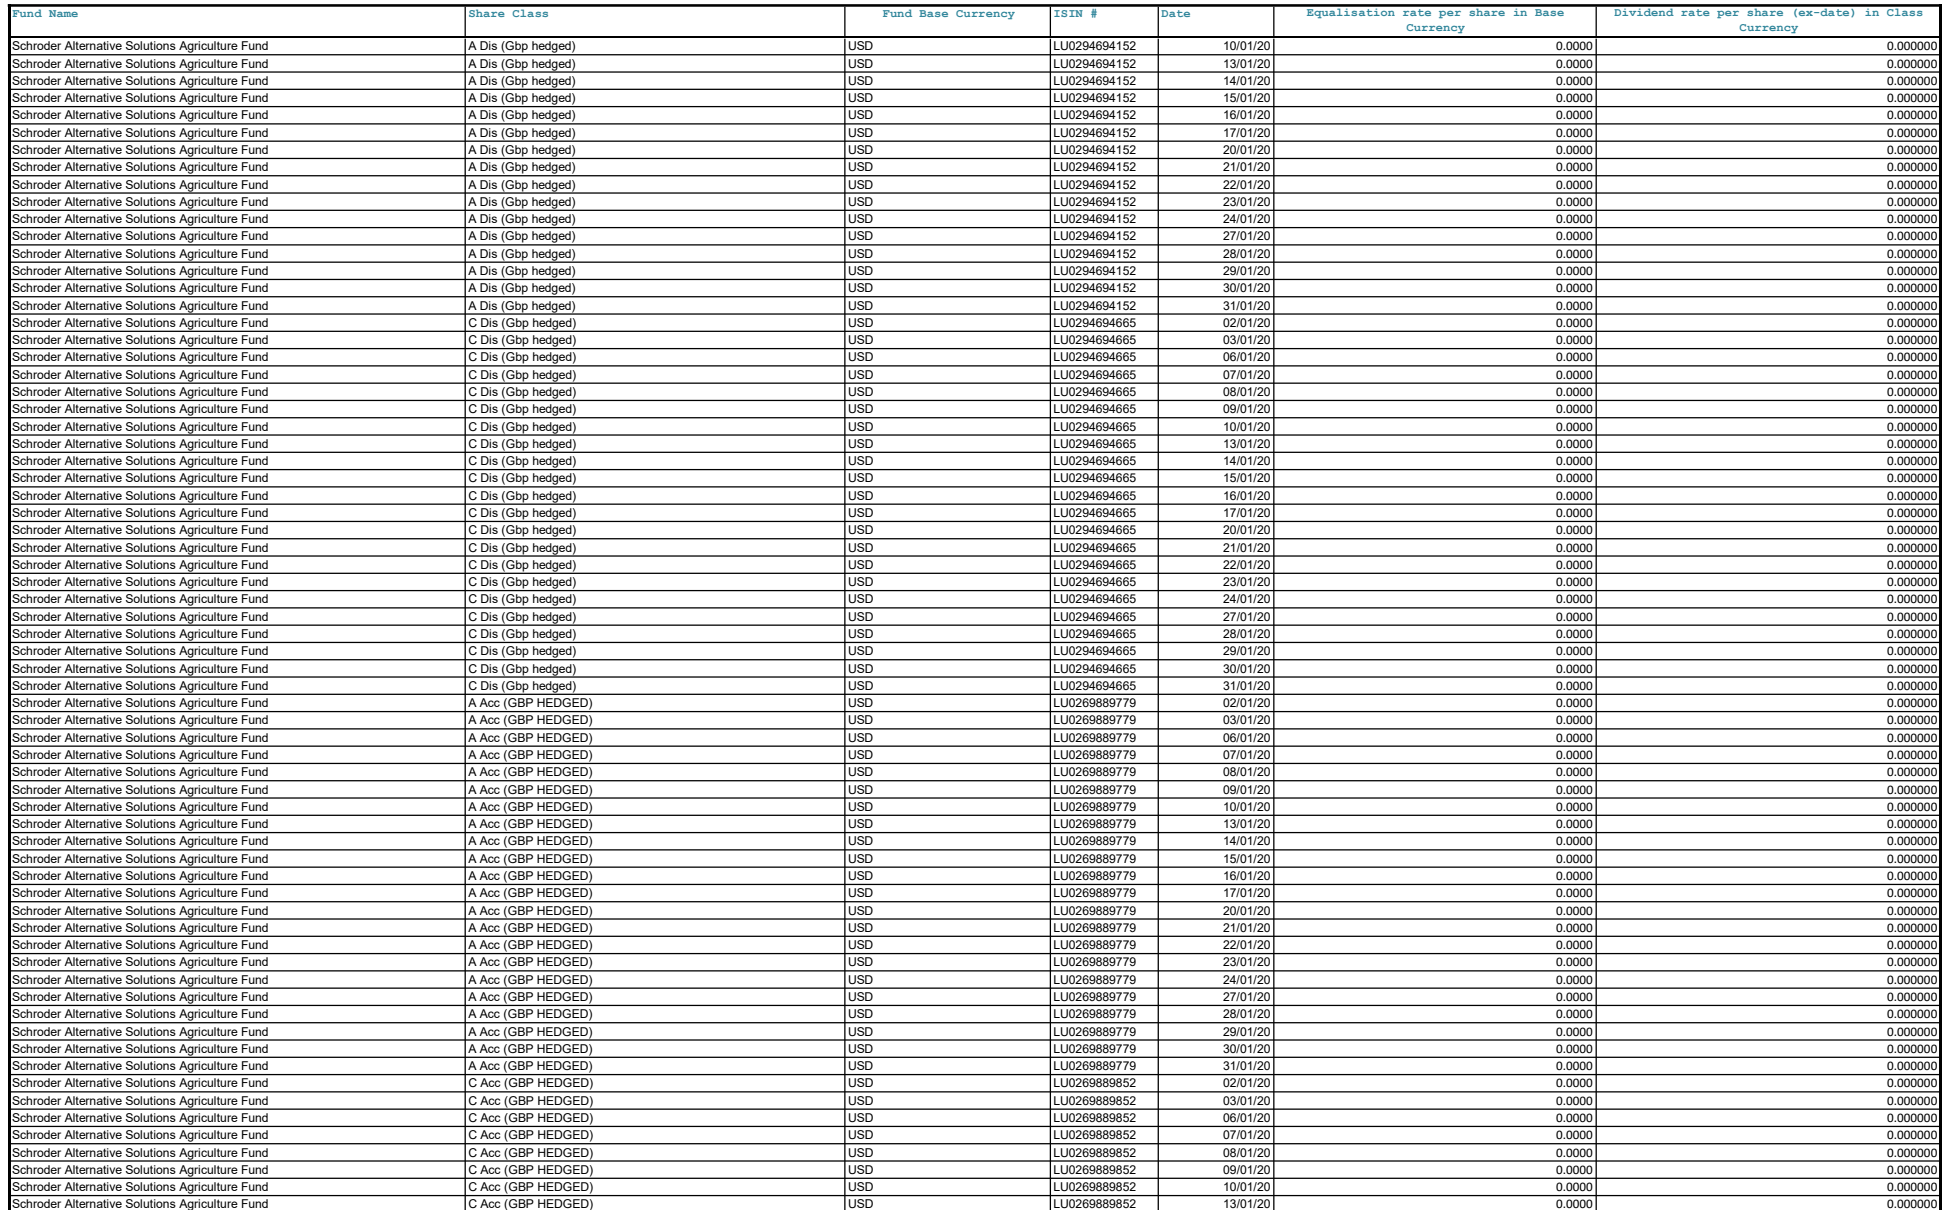 Fund Name Share Class Fund Base Currency ISIN # Date Equalisation rate per share in Base Currency Dividend rate per share (ex-date) in Class Currency
Schroder Alternative Solutions Agriculture Fund A Dis (Gbp hedged) USD LU0294694152 10/01/20 0.0000 0.000000
Schroder Alternative Solutions Agriculture Fund A Dis (Gbp hedged) USD LU0294694152 13/01/20 0.0000 0.000000
Schroder Alternative Solutions Agriculture Fund A Dis (Gbp hedged) USD LU0294694152 14/01/20 0.0000 0.000000
Schroder Alternative Solutions Agriculture Fund A Dis (Gbp hedged) USD LU0294694152 15/01/20 0.0000 0.000000
Schroder Alternative Solutions Agriculture Fund A Dis (Gbp hedged) USD LU0294694152 16/01/20 0.0000 0.000000
Schroder Alternative Solutions Agriculture Fund A Dis (Gbp hedged) USD LU0294694152 17/01/20 0.0000 0.000000
Schroder Alternative Solutions Agriculture Fund A Dis (Gbp hedged) USD LU0294694152 20/01/20 0.0000 0.000000
Schroder Alternative Solutions Agriculture Fund A Dis (Gbp hedged) USD LU0294694152 21/01/20 0.0000 0.000000
Schroder Alternative Solutions Agriculture Fund A Dis (Gbp hedged) USD LU0294694152 22/01/20 0.0000 0.000000
Schroder Alternative Solutions Agriculture Fund A Dis (Gbp hedged) USD LU0294694152 23/01/20 0.0000 0.000000
Schroder Alternative Solutions Agriculture Fund A Dis (Gbp hedged) USD LU0294694152 24/01/20 0.0000 0.000000
Schroder Alternative Solutions Agriculture Fund A Dis (Gbp hedged) USD LU0294694152 27/01/20 0.0000 0.000000
Schroder Alternative Solutions Agriculture Fund A Dis (Gbp hedged) USD LU0294694152 28/01/20 0.0000 0.000000
Schroder Alternative Solutions Agriculture Fund A Dis (Gbp hedged) USD LU0294694152 29/01/20 0.0000 0.000000
Schroder Alternative Solutions Agriculture Fund A Dis (Gbp hedged) USD LU0294694152 30/01/20 0.0000 0.000000
Schroder Alternative Solutions Agriculture Fund A Dis (Gbp hedged) USD LU0294694152 31/01/20 0.0000 0.000000
Schroder Alternative Solutions Agriculture Fund C Dis (Gbp hedged) USD LU0294694665 02/01/20 0.0000 0.000000
Schroder Alternative Solutions Agriculture Fund C Dis (Gbp hedged) USD LU0294694665 03/01/20 0.0000 0.000000
Schroder Alternative Solutions Agriculture Fund C Dis (Gbp hedged) USD LU0294694665 06/01/20 0.0000 0.000000
Schroder Alternative Solutions Agriculture Fund C Dis (Gbp hedged) USD LU0294694665 07/01/20 0.0000 0.000000
Schroder Alternative Solutions Agriculture Fund C Dis (Gbp hedged) USD LU0294694665 08/01/20 0.0000 0.000000
Schroder Alternative Solutions Agriculture Fund C Dis (Gbp hedged) USD LU0294694665 09/01/20 0.0000 0.000000
Schroder Alternative Solutions Agriculture Fund C Dis (Gbp hedged) USD LU0294694665 10/01/20 0.0000 0.000000
Schroder Alternative Solutions Agriculture Fund C Dis (Gbp hedged) USD LU0294694665 13/01/20 0.0000 0.000000
Schroder Alternative Solutions Agriculture Fund C Dis (Gbp hedged) USD LU0294694665 14/01/20 0.0000 0.000000
Schroder Alternative Solutions Agriculture Fund C Dis (Gbp hedged) USD LU0294694665 15/01/20 0.0000 0.000000
Schroder Alternative Solutions Agriculture Fund C Dis (Gbp hedged) USD LU0294694665 16/01/20 0.0000 0.000000
Schroder Alternative Solutions Agriculture Fund C Dis (Gbp hedged) USD LU0294694665 17/01/20 0.0000 0.000000
Schroder Alternative Solutions Agriculture Fund C Dis (Gbp hedged) USD LU0294694665 20/01/20 0.0000 0.000000
Schroder Alternative Solutions Agriculture Fund C Dis (Gbp hedged) USD LU0294694665 21/01/20 0.0000 0.000000
Schroder Alternative Solutions Agriculture Fund C Dis (Gbp hedged) USD LU0294694665 22/01/20 0.0000 0.000000
Schroder Alternative Solutions Agriculture Fund C Dis (Gbp hedged) USD LU0294694665 23/01/20 0.0000 0.000000
Schroder Alternative Solutions Agriculture Fund C Dis (Gbp hedged) USD LU0294694665 24/01/20 0.0000 0.000000
Schroder Alternative Solutions Agriculture Fund C Dis (Gbp hedged) USD LU0294694665 27/01/20 0.0000 0.000000
Schroder Alternative Solutions Agriculture Fund C Dis (Gbp hedged) USD LU0294694665 28/01/20 0.0000 0.000000
Schroder Alternative Solutions Agriculture Fund C Dis (Gbp hedged) USD LU0294694665 29/01/20 0.0000 0.000000
Schroder Alternative Solutions Agriculture Fund C Dis (Gbp hedged) USD LU0294694665 30/01/20 0.0000 0.000000
Schroder Alternative Solutions Agriculture Fund C Dis (Gbp hedged) USD LU0294694665 31/01/20 0.0000 0.000000
Schroder Alternative Solutions Agriculture Fund A Acc (GBP HEDGED) USD LU0269889779 02/01/20 0.0000 0.000000
Schroder Alternative Solutions Agriculture Fund A Acc (GBP HEDGED) USD LU0269889779 03/01/20 0.0000 0.000000
Schroder Alternative Solutions Agriculture Fund A Acc (GBP HEDGED) USD LU0269889779 06/01/20 0.0000 0.000000
Schroder Alternative Solutions Agriculture Fund A Acc (GBP HEDGED) USD LU0269889779 07/01/20 0.0000 0.000000
Schroder Alternative Solutions Agriculture Fund A Acc (GBP HEDGED) USD LU0269889779 08/01/20 0.0000 0.000000
Schroder Alternative Solutions Agriculture Fund A Acc (GBP HEDGED) USD LU0269889779 09/01/20 0.0000 0.000000
Schroder Alternative Solutions Agriculture Fund A Acc (GBP HEDGED) USD LU0269889779 10/01/20 0.0000 0.000000
Schroder Alternative Solutions Agriculture Fund A Acc (GBP HEDGED) USD LU0269889779 13/01/20 0.0000 0.000000
Schroder Alternative Solutions Agriculture Fund A Acc (GBP HEDGED) USD LU0269889779 14/01/20 0.0000 0.000000
Schroder Alternative Solutions Agriculture Fund A Acc (GBP HEDGED) USD LU0269889779 15/01/20 0.0000 0.000000
Schroder Alternative Solutions Agriculture Fund A Acc (GBP HEDGED) USD LU0269889779 16/01/20 0.0000 0.000000
Schroder Alternative Solutions Agriculture Fund A Acc (GBP HEDGED) USD LU0269889779 17/01/20 0.0000 0.000000
Schroder Alternative Solutions Agriculture Fund A Acc (GBP HEDGED) USD LU0269889779 20/01/20 0.0000 0.000000
Schroder Alternative Solutions Agriculture Fund A Acc (GBP HEDGED) USD LU0269889779 21/01/20 0.0000 0.000000
Schroder Alternative Solutions Agriculture Fund A Acc (GBP HEDGED) USD LU0269889779 22/01/20 0.0000 0.000000
Schroder Alternative Solutions Agriculture Fund A Acc (GBP HEDGED) USD LU0269889779 23/01/20 0.0000 0.000000
Schroder Alternative Solutions Agriculture Fund A Acc (GBP HEDGED) USD LU0269889779 24/01/20 0.0000 0.000000
Schroder Alternative Solutions Agriculture Fund A Acc (GBP HEDGED) USD LU0269889779 27/01/20 0.0000 0.000000
Schroder Alternative Solutions Agriculture Fund A Acc (GBP HEDGED) USD LU0269889779 28/01/20 0.0000 0.000000
Schroder Alternative Solutions Agriculture Fund A Acc (GBP HEDGED) USD LU0269889779 29/01/20 0.0000 0.000000
Schroder Alternative Solutions Agriculture Fund A Acc (GBP HEDGED) USD LU0269889779 30/01/20 0.0000 0.000000
Schroder Alternative Solutions Agriculture Fund A Acc (GBP HEDGED) USD LU0269889779 31/01/20 0.0000 0.000000
Schroder Alternative Solutions Agriculture Fund C Acc (GBP HEDGED) USD LU0269889852 02/01/20 0.0000 0.000000
Schroder Alternative Solutions Agriculture Fund C Acc (GBP HEDGED) USD LU0269889852 03/01/20 0.0000 0.000000
Schroder Alternative Solutions Agriculture Fund C Acc (GBP HEDGED) USD LU0269889852 06/01/20 0.0000 0.000000
Schroder Alternative Solutions Agriculture Fund C Acc (GBP HEDGED) USD LU0269889852 07/01/20 0.0000 0.000000
Schroder Alternative Solutions Agriculture Fund C Acc (GBP HEDGED) USD LU0269889852 08/01/20 0.0000 0.000000
Schroder Alternative Solutions Agriculture Fund C Acc (GBP HEDGED) USD LU0269889852 09/01/20 0.0000 0.000000
Schroder Alternative Solutions Agriculture Fund C Acc (GBP HEDGED) USD LU0269889852 10/01/20 0.0000 0.000000
Schroder Alternative Solutions Agriculture Fund C Acc (GBP HEDGED) USD LU0269889852 13/01/20 0.0000 0.000000